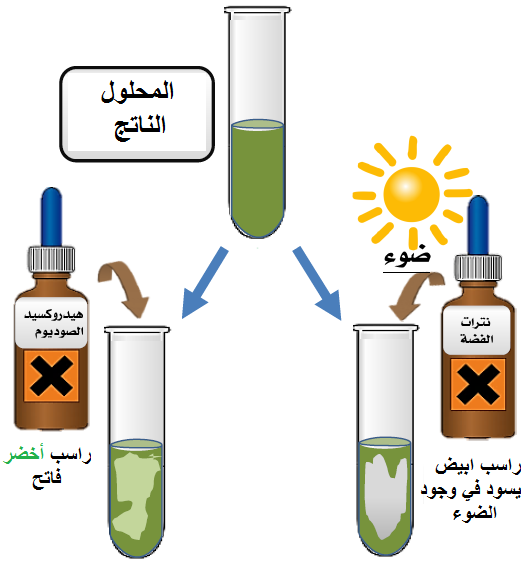 المحلول
الناتج
ضوء
هيدروكسيد
الصوديوم
نترات
الفضة
راسب أخضر
فاتح
راسب ابيض
يسود في وجود
الضوء